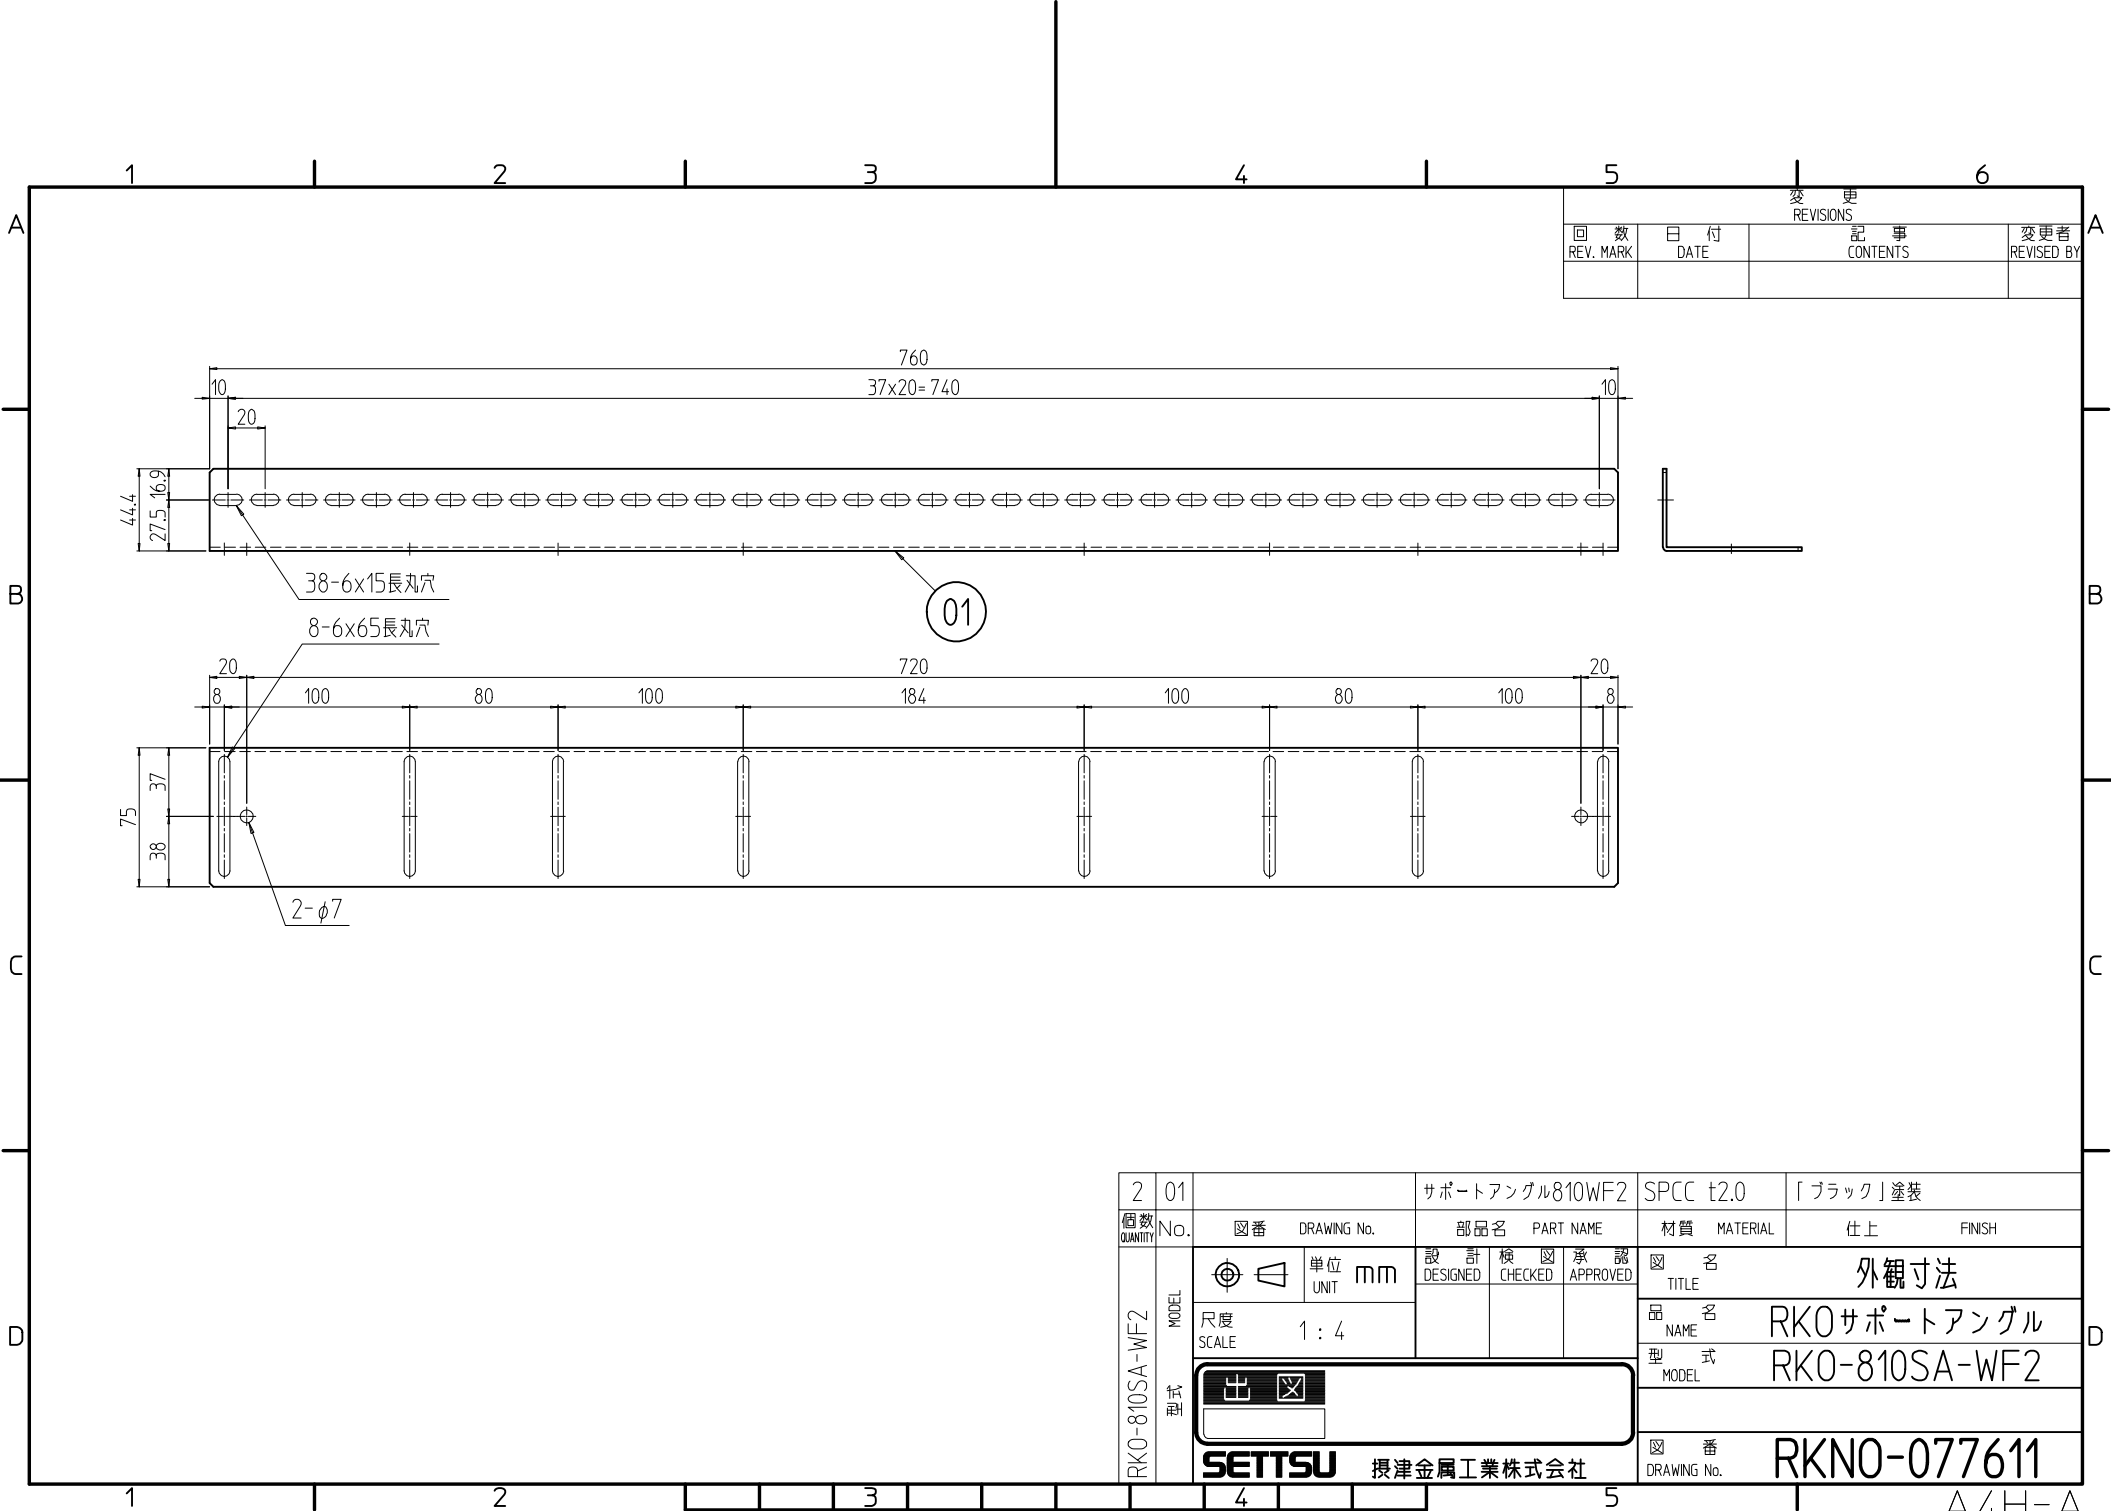 1 2 3 4 5 6
A A
変更
REVISIONS
回数 日付 記事 変更者
REV. MARK DATE CONTENTS REVISED BY
760
10 37x20=740 10
20
44.4 27.5 16.9
38-6x15長丸穴
01
B B
8-6x65長丸穴
20 720 20
8 100 80 100 184 100 80 100 8
75 37 38
2-φ7
C C
2 01 サポートアングル810WF2 SPCC t2.0 「ブラック」塗装
個数 No. 図番 DRAWING No. 部品名 PART NAME 材質 MATERIAL 仕上 FINISH
QUANTITY
単位 mm
UNIT
設計 検図 承認
DESIGNED CHECKED APPROVED
図名 外観寸法
TITLE
尺度 1:4
SCALE
品名 RKOサポートアングル
NAME
型式 RKO-810SA-WF2
MODEL
RKO-810SA-WF2
型式 MODEL
D D
出図
SETTSU 摂津金属工業株式会社
図番 RKNO-077611
DRAWING No.
1 2 3 4 5